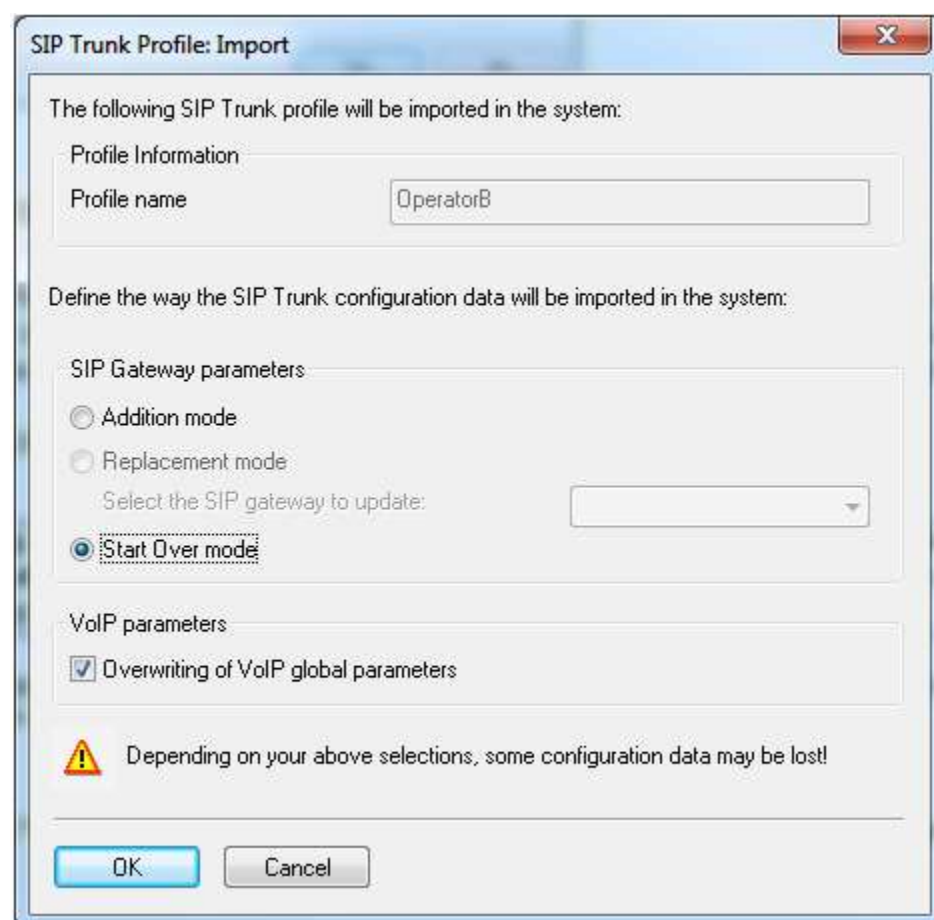 SIP Trunk Profile: Import
The following SIP Trunk profile will be imported in the system:
Profile Information
Profile name
OperatorB
Define the way the SIP Trunk configuration data will be imported in the system:
SIP Gateway parameters
Addition mode
Replacement mode
Select the SIP gateway to update:
Start Over mode
VoIP parameters
Overwriting of VoIP global parameters
Depending on your above selections, some configuration data may be lost!
OK
Cancel